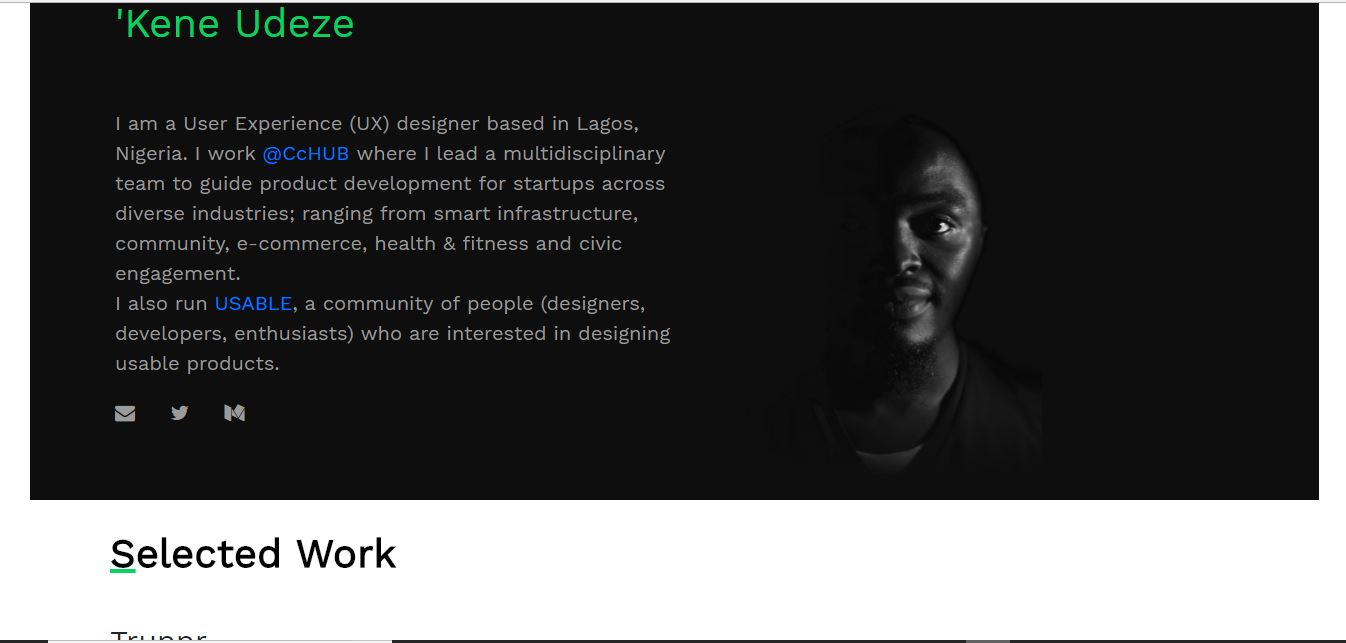 'Kene Udeze
I am a User Experience (UX) designer based in Lagos,
Nigeria. I work @CcHUB where I lead a multidisciplinary
team to guide product development for startups across
diverse industries; ranging from smart infrastructure,
community, e-commerce, health & fitness and civic
engagement.
I also run USABLE, a community of people (designers,
developers, enthusiasts) who are interested in designing
usable products.
Selected Work
Truppr